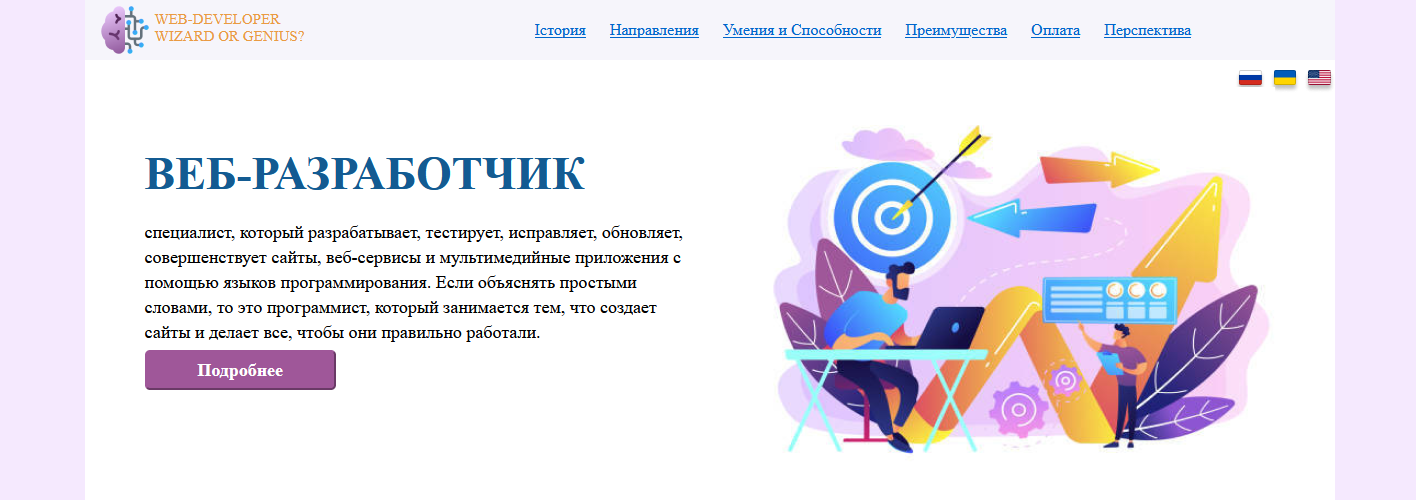 WEB-DEVELOPER
WIZARD OR GENIUS?
Істория Направления Умения и Способности Преимущества Оплата Перспектива
ВЕБ-РАЗРАБОТЧИК
специалист, который разрабатывает, тестирует, исправляет, обновляет,
совершенствует сайты, веб-сервисы и мультимедийные приложения с
помощью языков программирования. Если объяснять простыми
словами, то это программист, который занимается тем, что создает
сайты и делает все, чтобы они правильно работали.
Подробнее